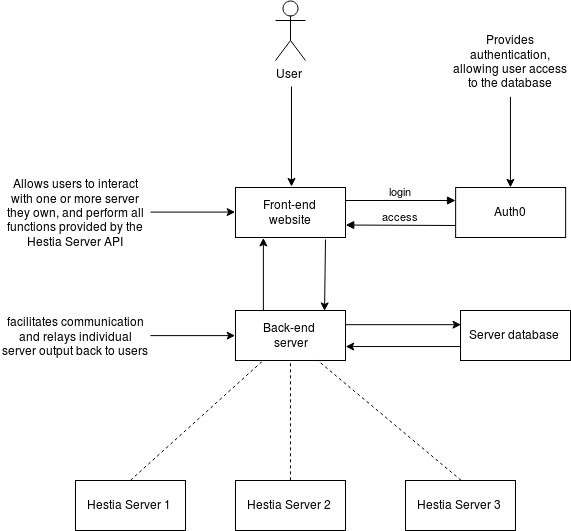 User
Provides
authentication,
allowing user access
to the database
Allows users to interact
with one or more server
they own, and perform all
functions provided by the
Hestia Server API
Front-end
website
login
access
Auth0
facilitates communication
and relays individual
server output back to users
Back-end
server
Server database
Hestia Server 1
Hestia Server 2
Hestia Server 3